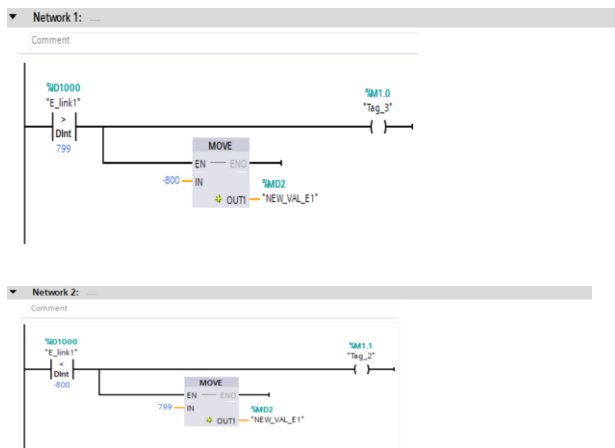 Network 1: ....
Comment
%ID1000
"E_link1"
>
DInt
799
%M1.0
"Tag_3"
MOVE
EN ENO
-800 IN
%MD2
OUT1 "NEW_VAL_E1"
Network 2: ....
Comment
%ID1000
"E_link1"
<
DInt
-800
%M1.1
"Tag_2"
MOVE
EN ENO
799 IN
%MD2
OUT1 "NEW_VAL_E1"